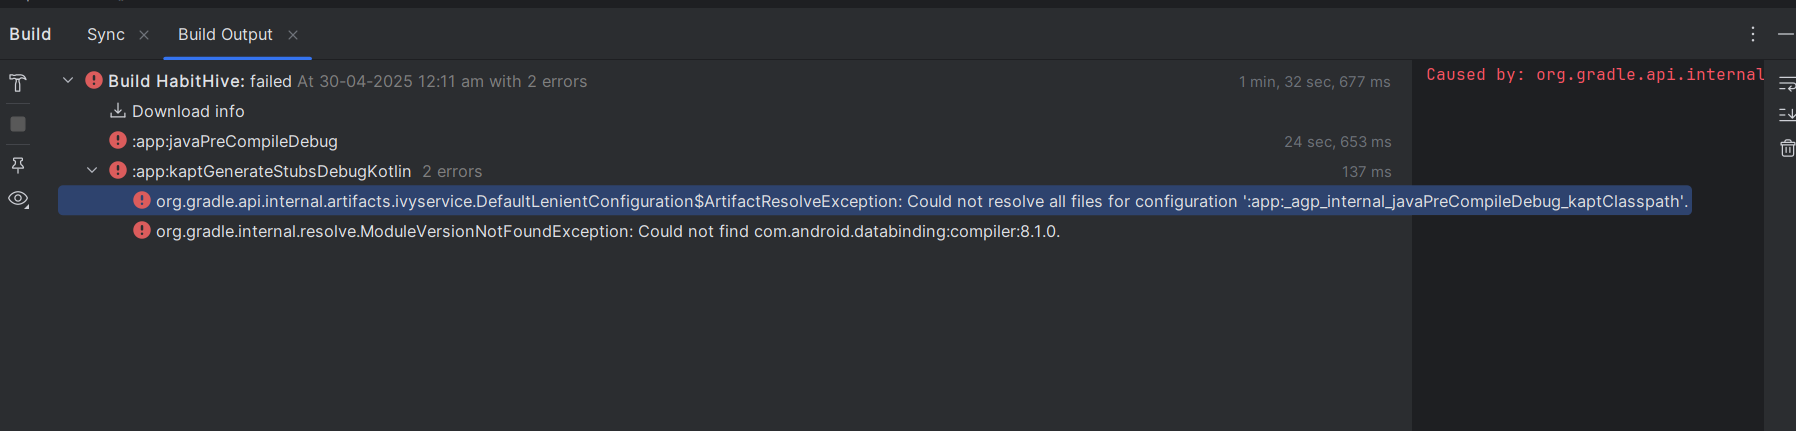 Build Sync Build Output
Build HabitHive: failed At 30-04-2025 12:11 am with 2 errors 1 min, 32 sec, 677 ms
Caused by: org.gradle.api.internal
Download info
:app:javaPreCompileDebug 24 sec, 653 ms
:app:kaptGenerateStubsDebugKotlin 2 errors 137 ms
org.gradle.api.internal.artifacts.ivyservice.DefaultLenientConfiguration$ArtifactResolveException: Could not resolve all files for configuration ':app:_agp_internal_javaPreCompileDebug_kaptClasspath'.
org.gradle.internal.resolve.ModuleVersionNotFoundException: Could not find com.android.databinding:compiler:8.1.0.